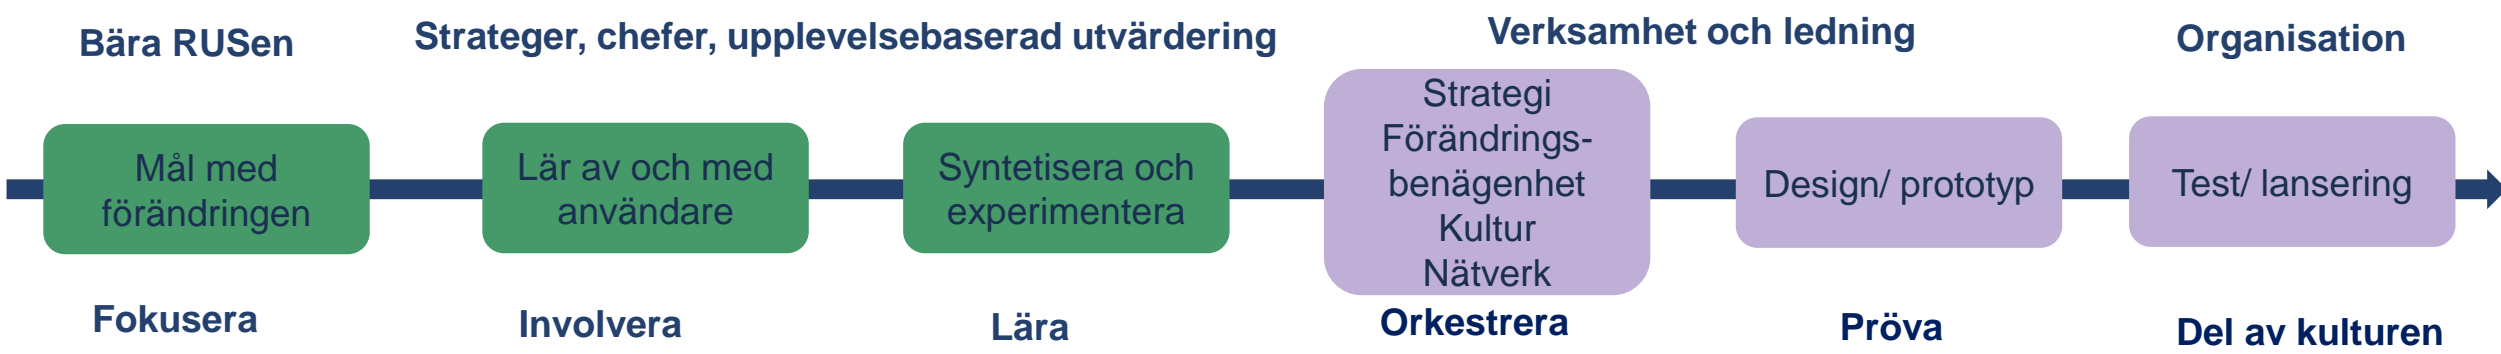 Bära RUSen
Strateger, chefer, upplevelsebaserad utvärdering
Verksamhet och ledning
Organisation
Mål med
förändringen
Lär av och med
användare
Syntetisera och
experimentera
Strategi
Förändrings-
benägenhet
Kultur
Nätverk
Design/ prototyp
Test/ lansering
Fokusera
Involvera
Lära
Orkestrera
Pröva
Del av kulturen